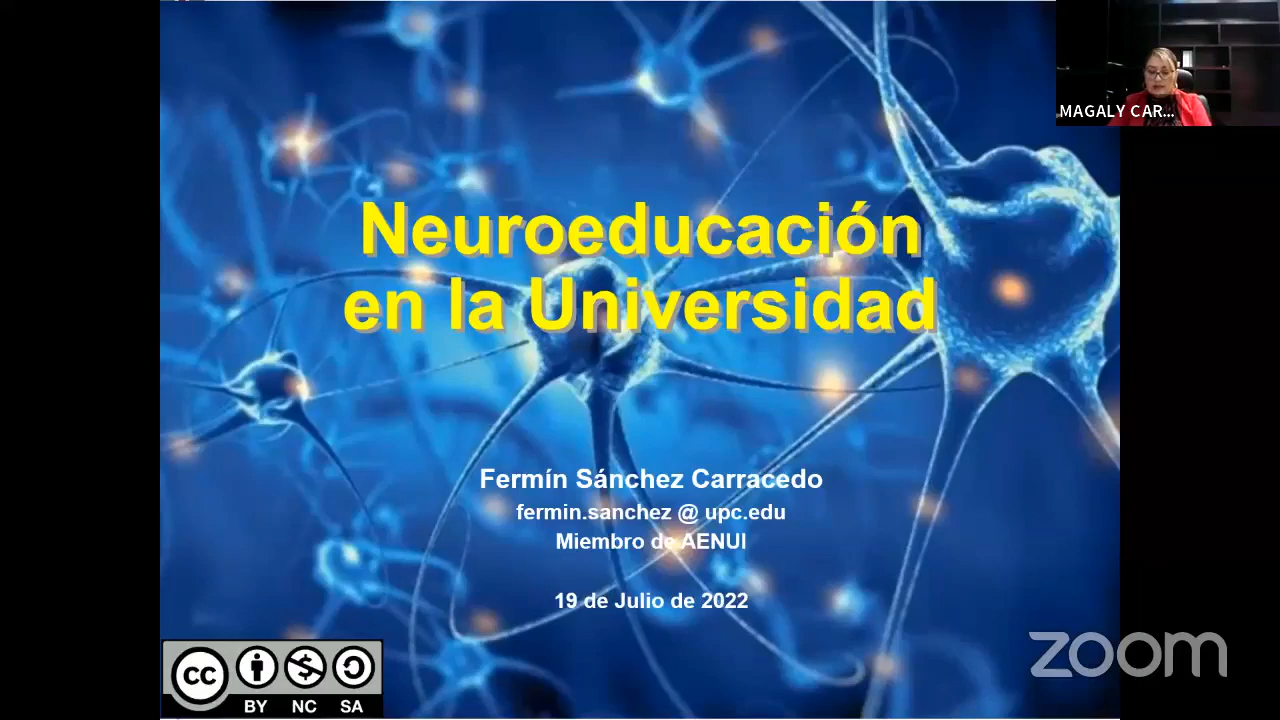 MAGALY CAR...
Neuroeducación
en la Universidad
Fermín Sánchez Carracedo
fermin.sanchez @ upc.edu
Miembro de AENUI
19 de Julio de 2022
zoom
cc
BY NC SA